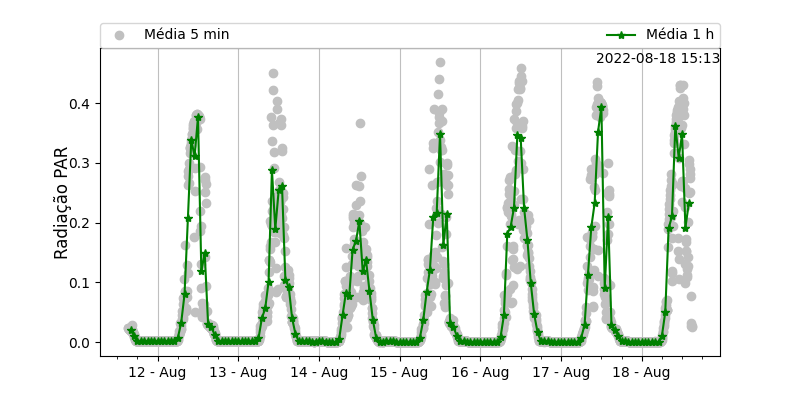 Média 5 min
Média 1 h
2022-08-18 15:13
Radiação PAR
0.4
0.3
0.2
0.1
0.0
12 - Aug
13 - Aug
14 - Aug
15 - Aug
16 - Aug
17 - Aug
18 - Aug